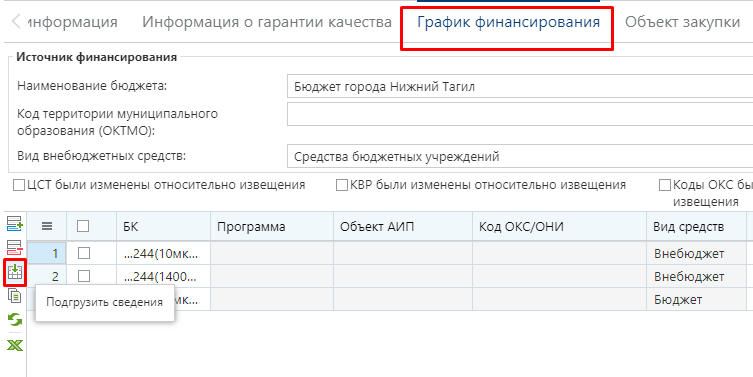 информация Информация о гарантии качества График финансирования Объект закупки
Источник финансирования
Наименование бюджета: Бюджет города Нижний Тагил
Код территории муниципального
образования (ОКТМО):
Вид внебюджетных средств: Средства бюджетных учреждений
ЦСТ были изменены относительно извещения КВР были изменены относительно извещения Коды ОКС бы
извещения
БК Программа Объект АИП Код ОКС/ОНИ Вид средств
1 ...244(10мк... Внебюджет
2 ...244(1400... Внебюджет
мк... Бюджет
Подгрузить сведения